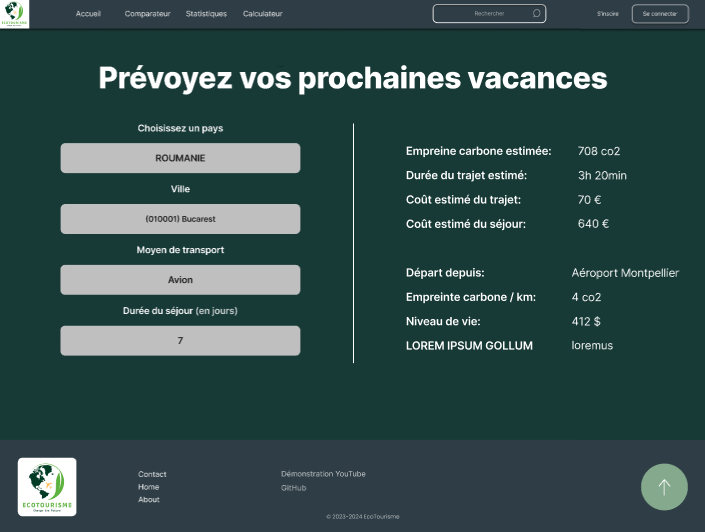 Accueil Comparateur Statistiques Calculateur Rechercher S'inscire Se connecter
ECOTOURISME
Prévoyez vos prochaines vacances
Choisissez un pays
ROUMANIE
Ville
(010001) Bucarest
Moyen de transport
Avion
Durée du séjour (en jours)
7
Empreine carbone estimée: 708 co2
Durée du trajet estimé: 3h 20min
Coût estimé du trajet: 70 €
Coût estimé du séjour: 640 €
Départ depuis: Aéroport Montpellier
Empreinte carbone / km: 4 co2
Niveau de vie: 412 $
LOREM IPSUM GOLLUM loremus
ECOTOURISME
Change the Future
Contact
Home
About
Démonstration YouTube
GitHub
© 2023-2024 EcoTourisme